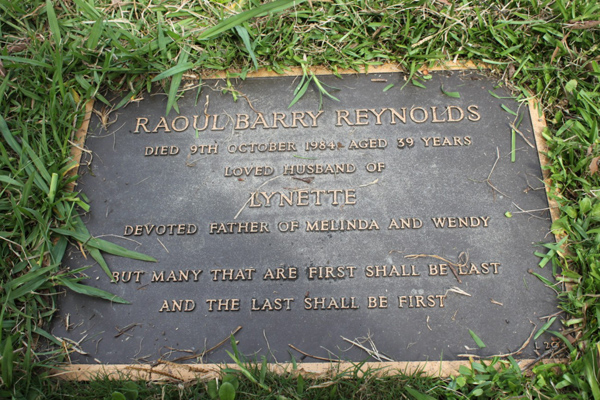 RAOUL BARRY REYNOLDS
DIED 9TH OCTOBER 1984 AGED 39 YEARS
LOVED HUSBAND OF
LYNETTE
DEVOTED FATHER OF MELINDA AND WENDY
BUT MANY THAT ARE FIRST SHALL BE LAST
AND THE LAST SHALL BE FIRST